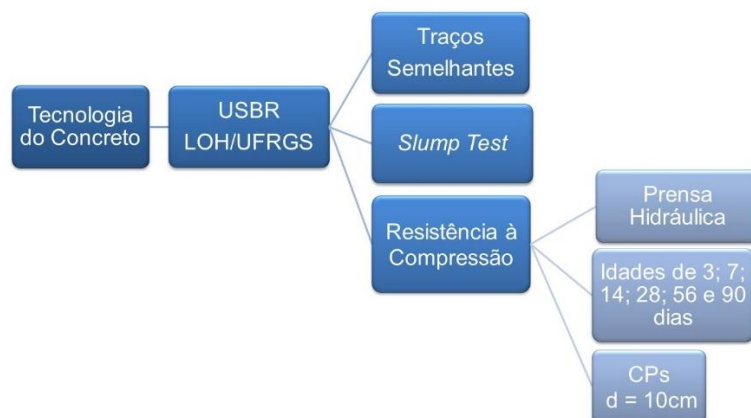 Tecnologia
do Concreto
USBR
LOH/UFRGS
Traços
Semelhantes
Slump Test
Resistência à
Compressão
Prensa
Hidráulica
Idades de 3; 7;
14; 28; 56 e 90
dias
CPs
d = 10cm